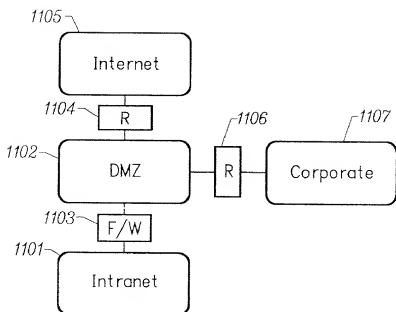 1105
Internet
1104
R
1106
1107
1102
DMZ
R
Corporate
1103
F/W
1101
Intranet